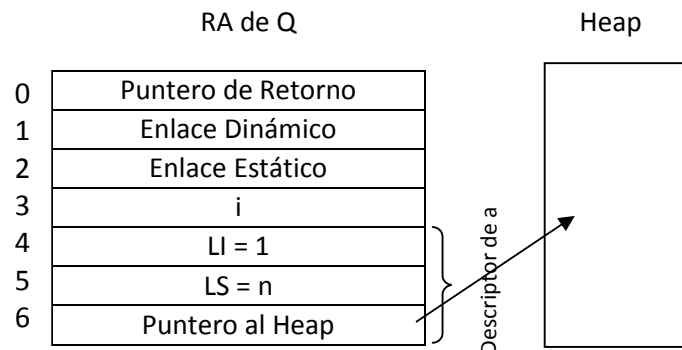 RA de Q
Heap
0 Puntero de Retorno
1 Enlace Dinámico
2 Enlace Estático
3 i
4 LI = 1
5 LS = n
6 Puntero al Heap
Descriptor de a